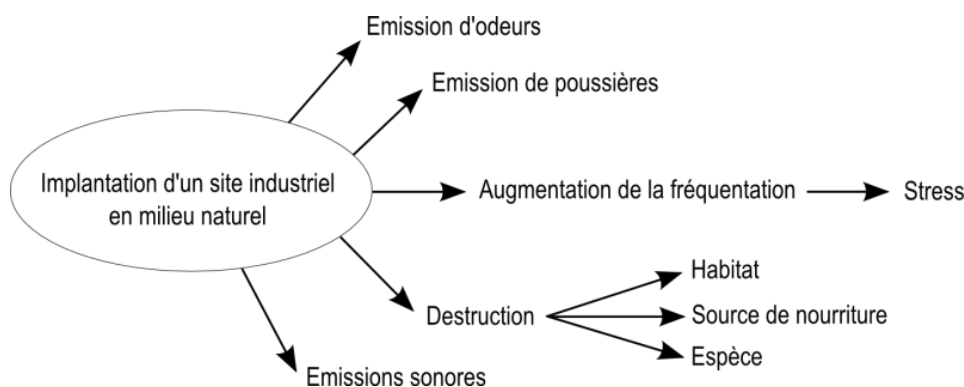 Emission d'odeurs
Emission de poussières
Implantation d'un site industriel
en milieu naturel
Augmentation de la fréquentation
Stress
Habitat
Destruction
Source de nourriture
Espèce
Emissions sonores